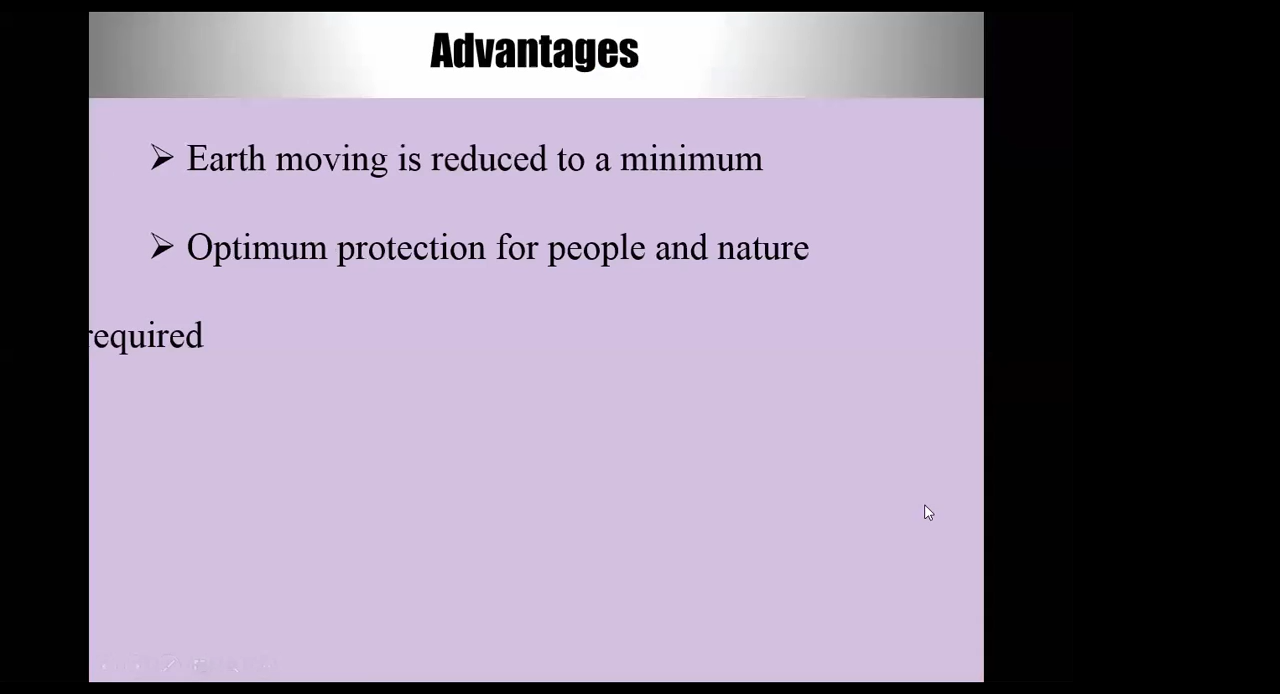 Advantages
➢ Earth moving is reduced to a minimum
➢ Optimum protection for people and nature
required